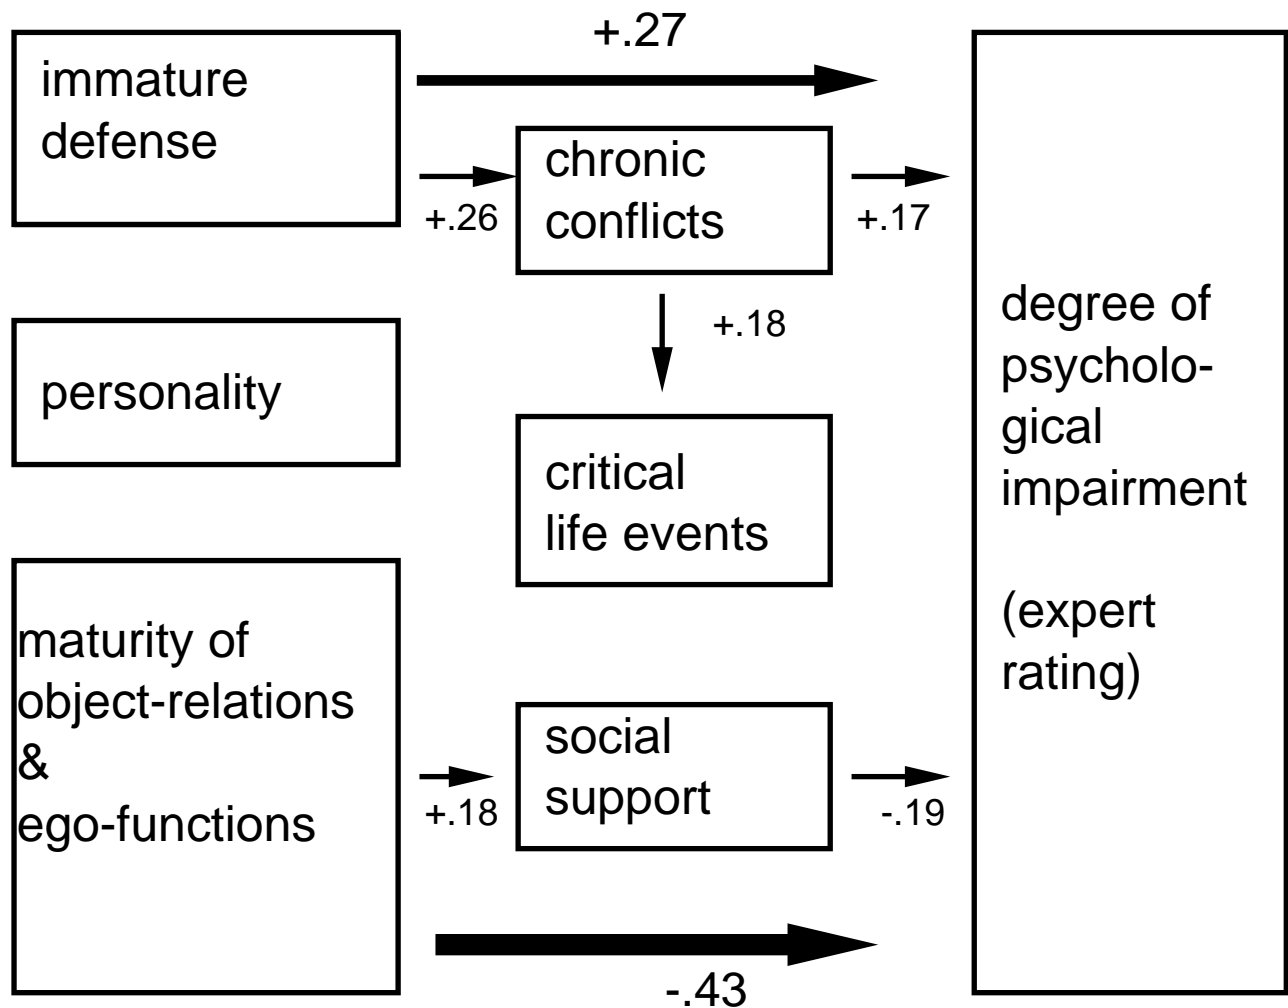 +.27
immature
defense
chronic
conflicts
+.26
+.17
+.18
personality
critical
life events
degree of
psycholo-
gical
impairment
(expert
rating)
maturity of
object-relations
&
ego-functions
social
support
+.18
-.19
-.43